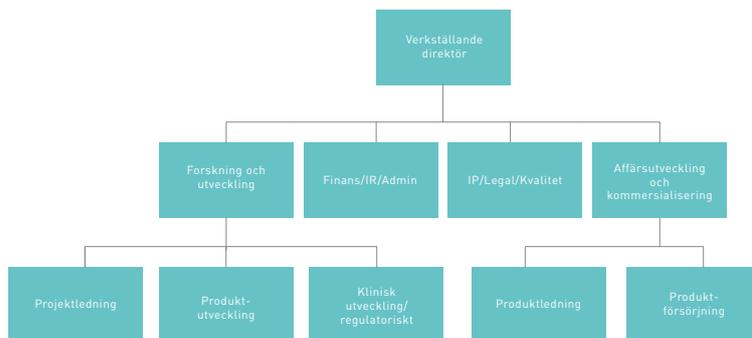 Verkställande
direktör
Forskning och
utveckling
Finans/IR/Admin
IP/Legal/Kvalitet
Affärsutveckling
och
kommersialisering
Projektledning
Produkt-
utveckling
Klinisk
utveckling/
regulatoriskt
Produktledning
Produkt-
försörjning